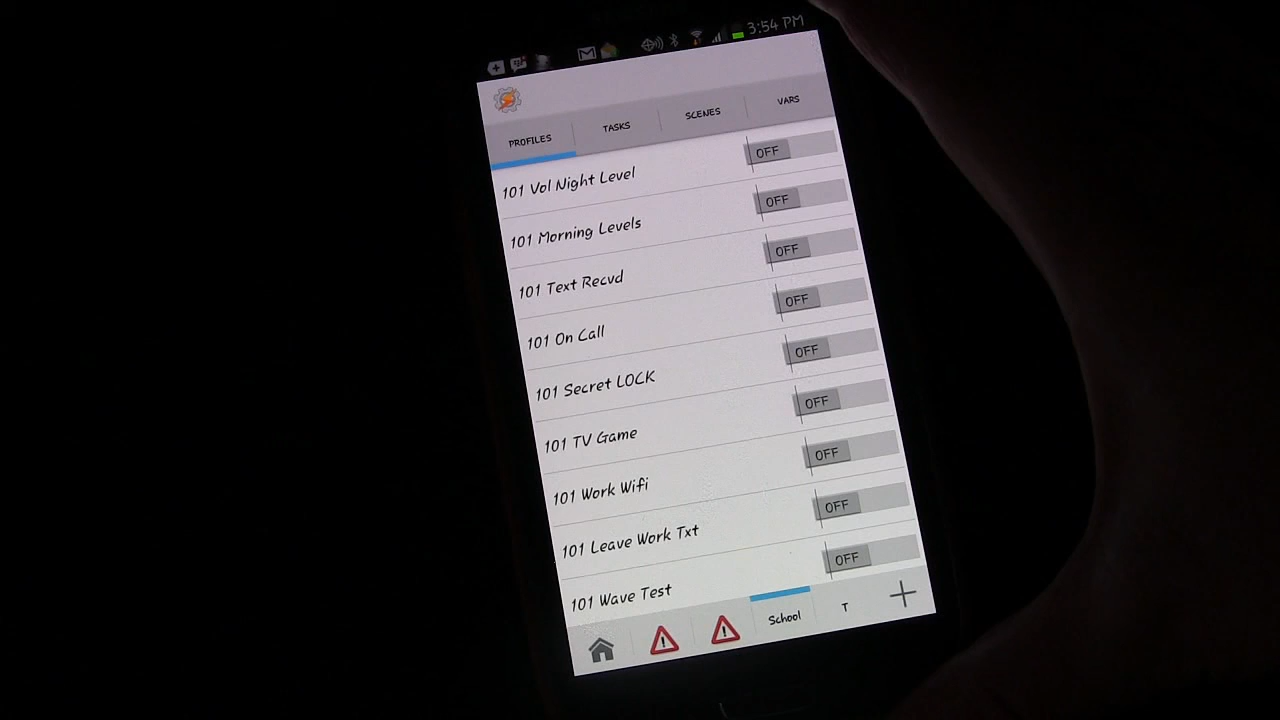 3:54 PM
PROFILES TASKS SCENES VARS
101 Vol Night Level OFF
101 Morning Levels OFF
101 Text Recvd OFF
101 On Call OFF
101 Secret LOCK OFF
101 TV Game OFF
101 Work Wifi OFF
101 Leave Work Txt OFF
101 Wave Test OFF
School T